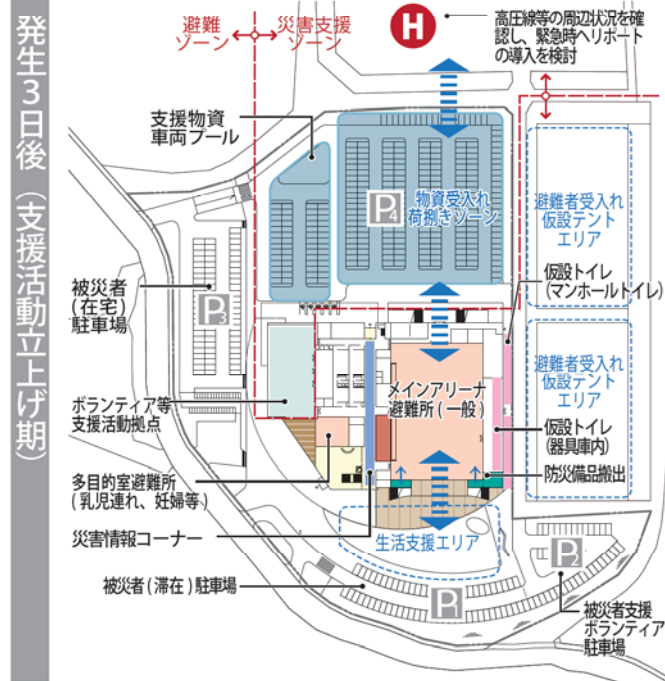 発生3日後（支援活動立上げ期）
避難
ゾーン
災害支援
ゾーン
H
高圧線等の周辺状況を確
認し、緊急時ヘリポート
の導入を検討
支援物資
車両プール
P4
物資受入れ
荷捌きゾーン
避難者受入れ
仮設テント
エリア
仮設トイレ
(マンホールトイレ)
被災者
(在宅)
駐車場
P3
避難者受入れ
仮設テント
エリア
メインアリーナ
避難所(一般)
ボランティア等
支援活動拠点
仮設トイレ
(器具庫内)
防災備品搬出
多目的室避難所
(乳児連れ、妊婦等)
災害情報コーナー
生活支援エリア
被災者(滞在)駐車場
P1
P2
被災者支援
ボランティア
駐車場